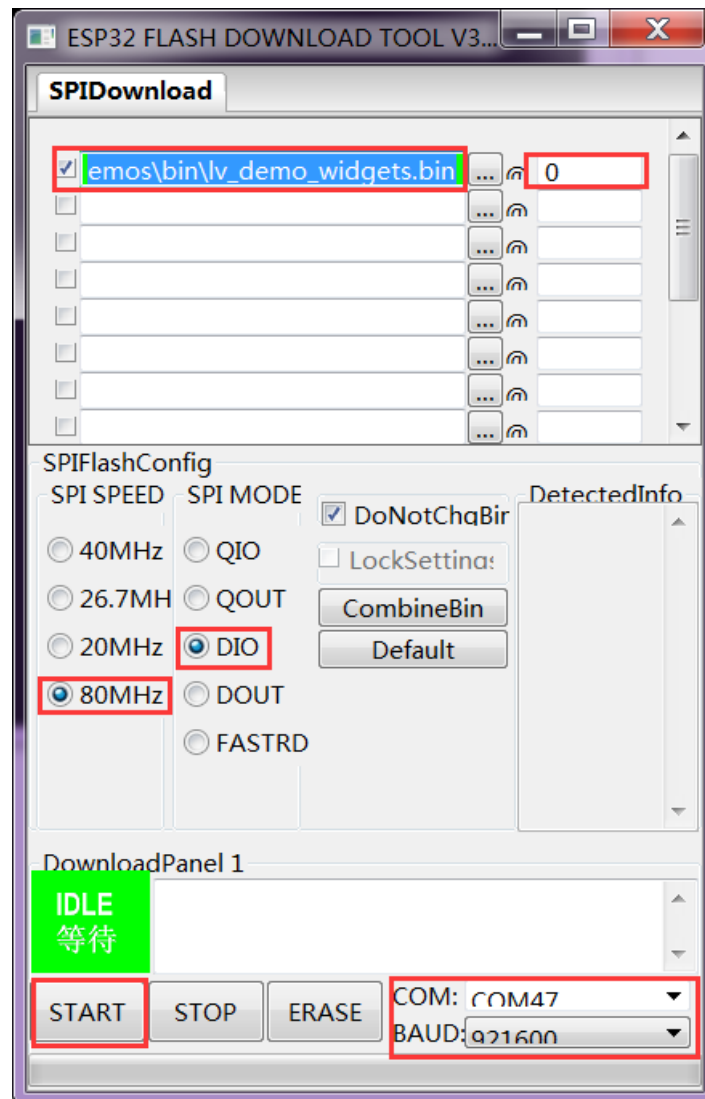 ESP32 FLASH DOWNLOAD TOOL V3...
SPIDownload
emos\bin\lv_demo_widgets.bin ... @ 0
... @
... @
... @
... @
... @
... @
... @
SPIFlashConfig
SPI SPEED SPI MODE DetectedInfo
DoNotChgBin
40MHz QIO LockSettings
26.7MH QOUT CombineBin
20MHz DIO Default
80MHz DOUT
FASTRD
DownloadPanel 1
IDLE
等待
START STOP ERASE COM: COM47
BAUD: 921600